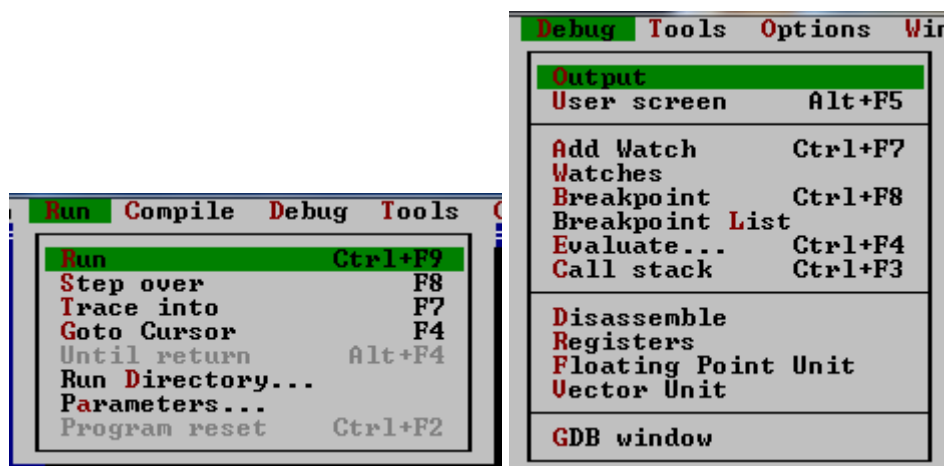 Run Compile Debug Tools
Run Ctrl+F9
Step over F8
Trace into F7
Goto Cursor F4
Until return Alt+F4
Run Directory...
Parameters...
Program reset Ctrl+F2
Debug Tools Options Win
Output
User screen Alt+F5
Add Watch Ctrl+F7
Watches
Breakpoint Ctrl+F8
Breakpoint List
Evaluate... Ctrl+F4
Call stack Ctrl+F3
Disassemble
Registers
Floating Point Unit
Vector Unit
GDB window